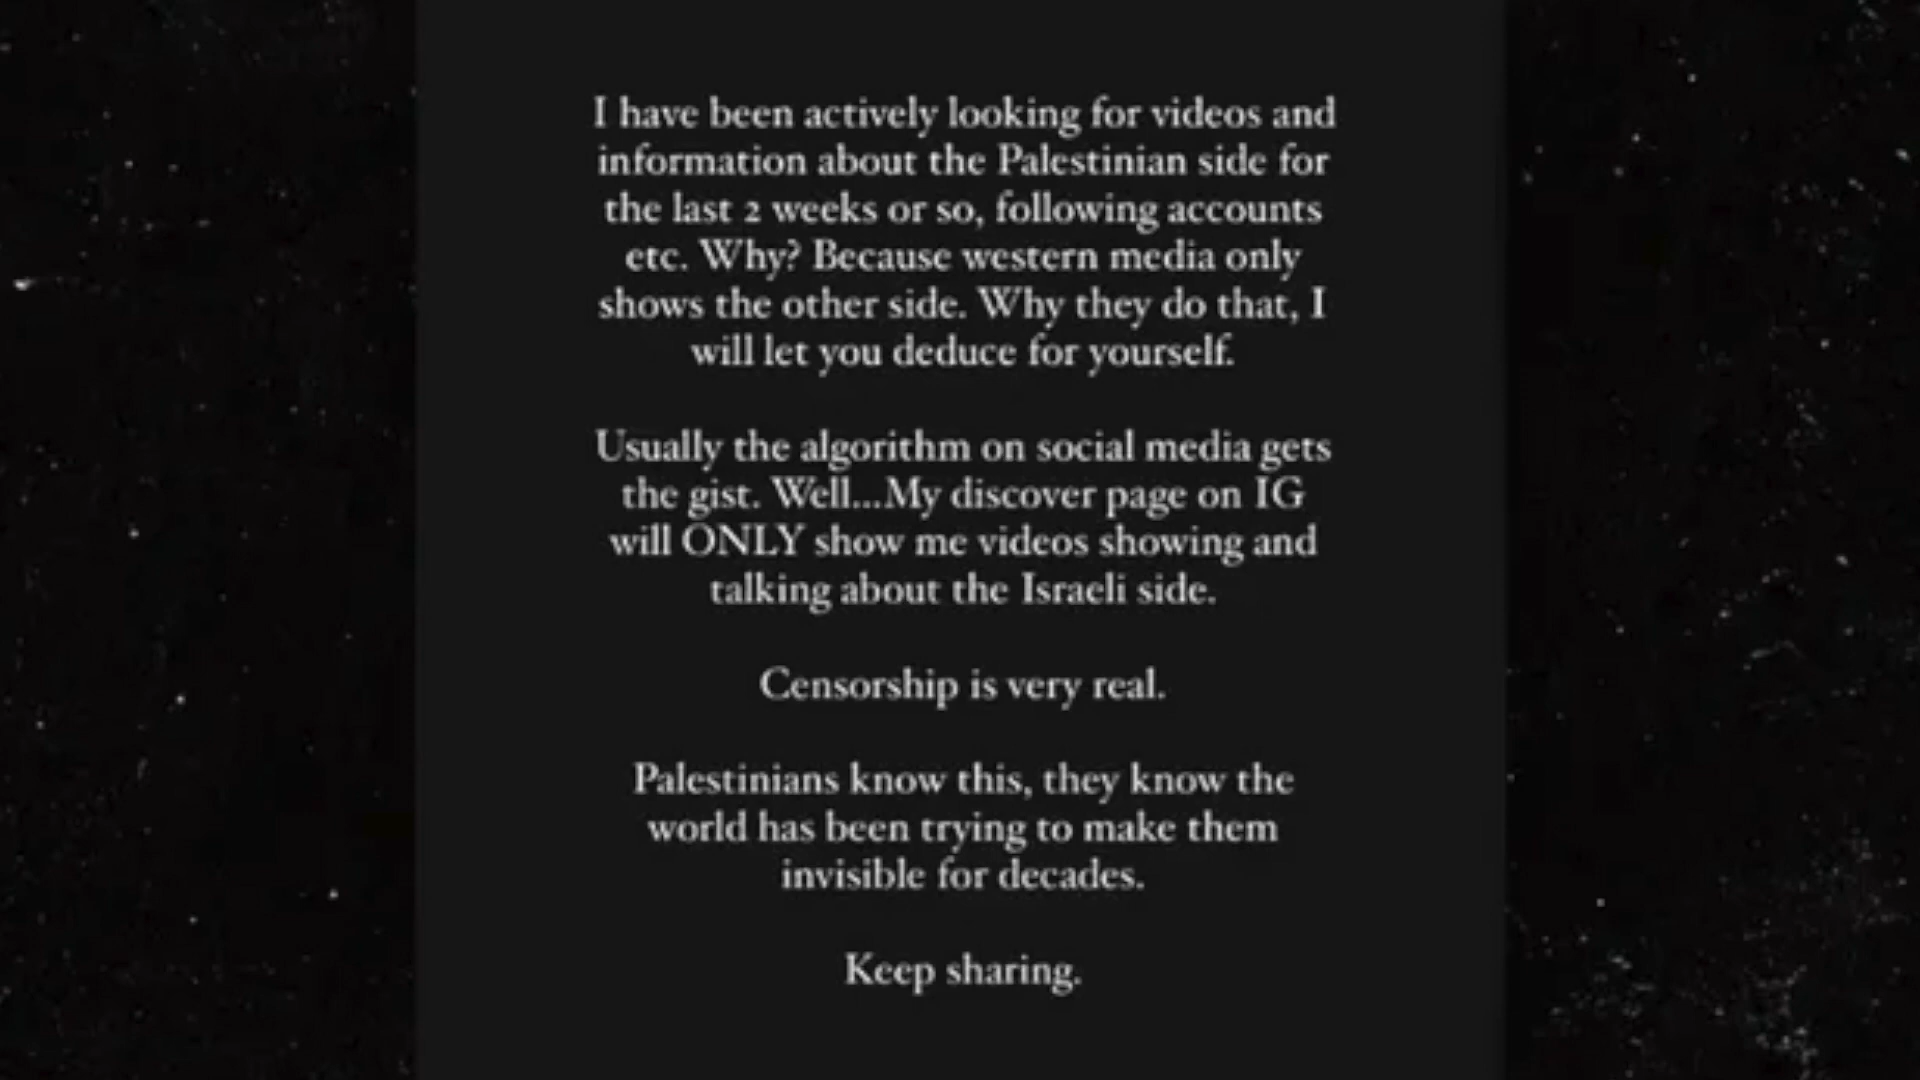 I have been actively looking for videos and
information about the Palestinian side for
the last 2 weeks or so, following accounts
etc. Why? Because western media only
shows the other side. Why they do that, I
will let you deduce for yourself.
Usually the algorithm on social media gets
the gist. Well...My discover page on IG
will ONLY show me videos showing and
talking about the Israeli side.
Censorship is very real.
Palestinians know this, they know the
world has been trying to make them
invisible for decades.
Keep sharing.